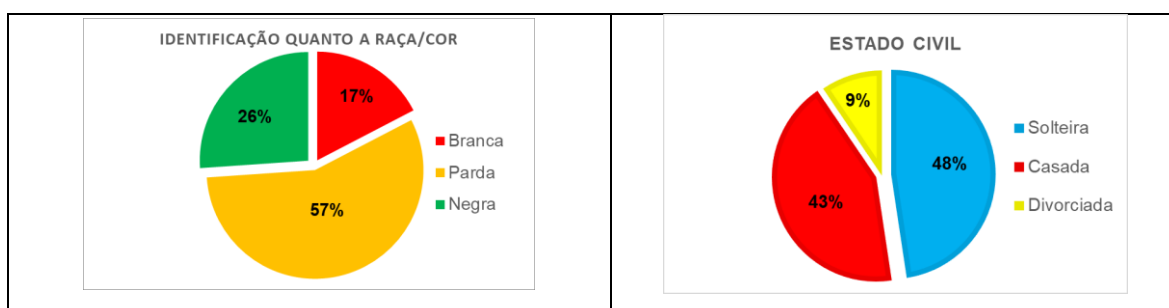 IDENTIFICAÇÃO QUANTO A RAÇA/COR
17%
26%
57%
Branca
Parda
Negra
ESTADO CIVIL
9%
48%
43%
Solteira
Casada
Divorciada